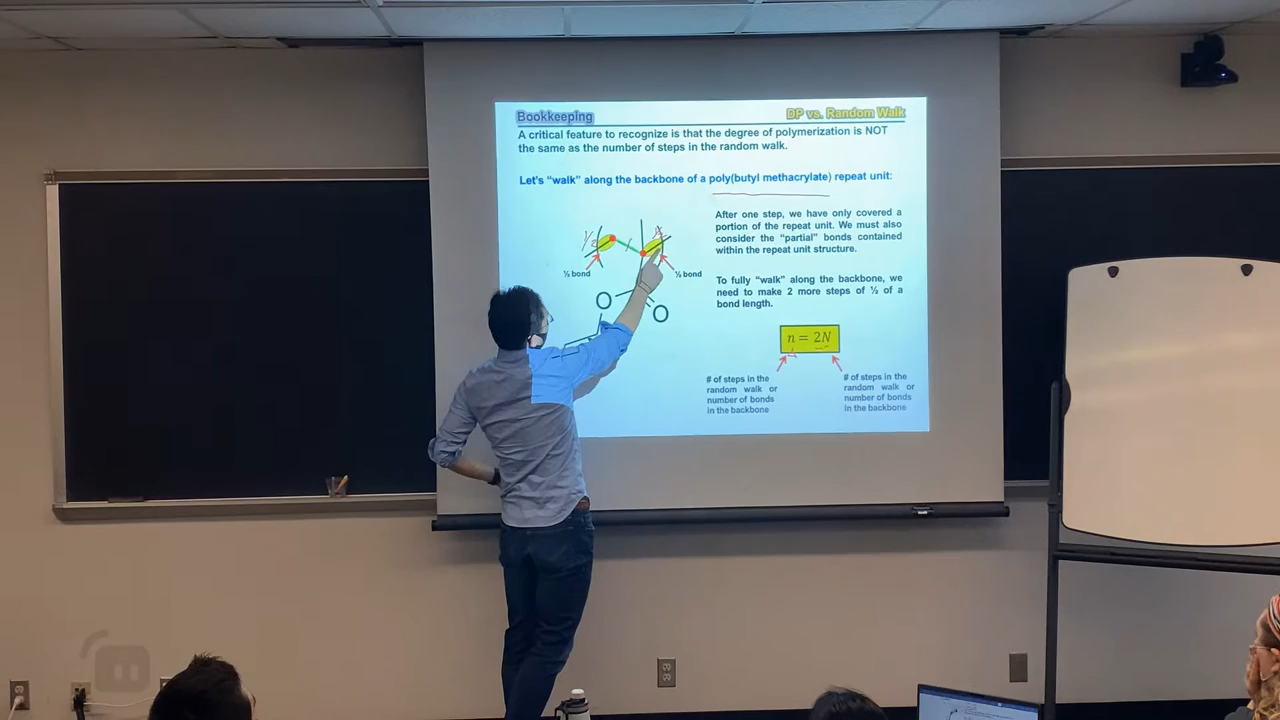 Bookkeeping
DP vs. Random Walk
A critical feature to recognize is that the degree of polymerization is NOT
the same as the number of steps in the random walk.
Let's "walk" along the backbone of a poly(butyl methacrylate) repeat unit:
After one step, we have only covered a
portion of the repeat unit. We must also
consider the "partial" bonds contained
within the repeat unit structure.
1/2
1
½ bond
½ bond
O
O
To fully "walk" along the backbone, we
need to make 2 more steps of ½ of a
bond length.
n = 2N
# of steps in the
random walk or
number of bonds
in the backbone
# of steps in the
random walk or
number of bonds
in the backbone